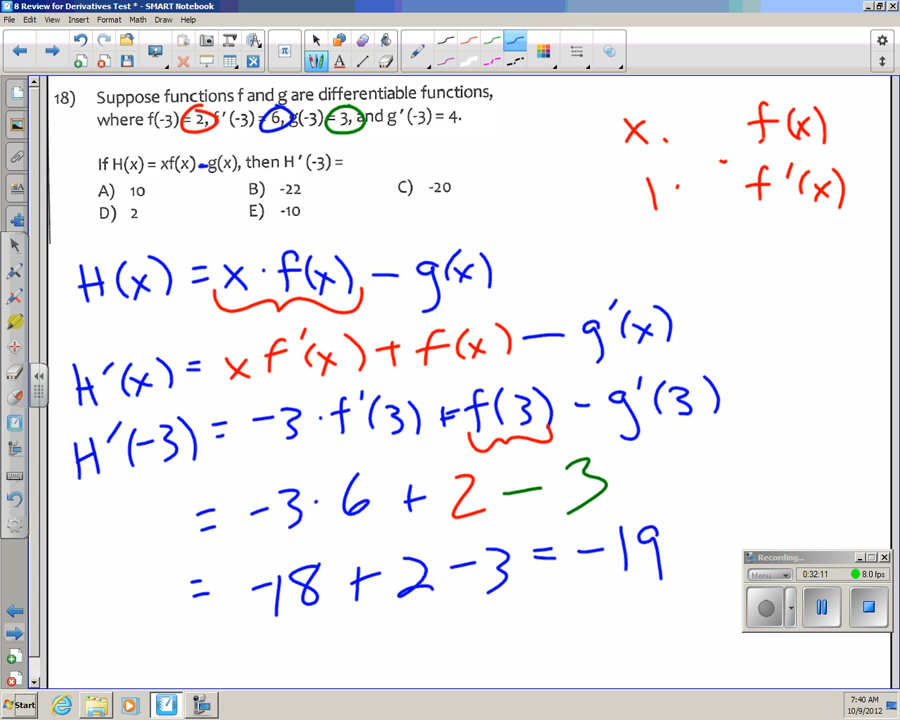 8 Review for Derivatives Test * - SMART Notebook
File Edit View Insert Format Math Draw Help
18) Suppose functions f and g are differentiable functions,
where f(-3) = 2, f ' (-3) = 6, g(-3) = 3, and g ' (-3) = 4.
If H(x) = xf(x) - g(x), then H ' (-3) =
A) 10 B) -22 C) -20
D) 2 E) -10
x . f(x)
1 · f'(x)
H(x) = x · f(x) - g(x)
H'(x) = x f'(x) + f(x) - g'(x)
H'(-3) = -3 · f'(3) + f(3) - g'(3)
= -3 · 6 + 2 - 3
= -18 + 2 - 3 = -19
Recording...
Menu 0:32:11 8.0 fps
Start
7:40 AM
10/9/2012